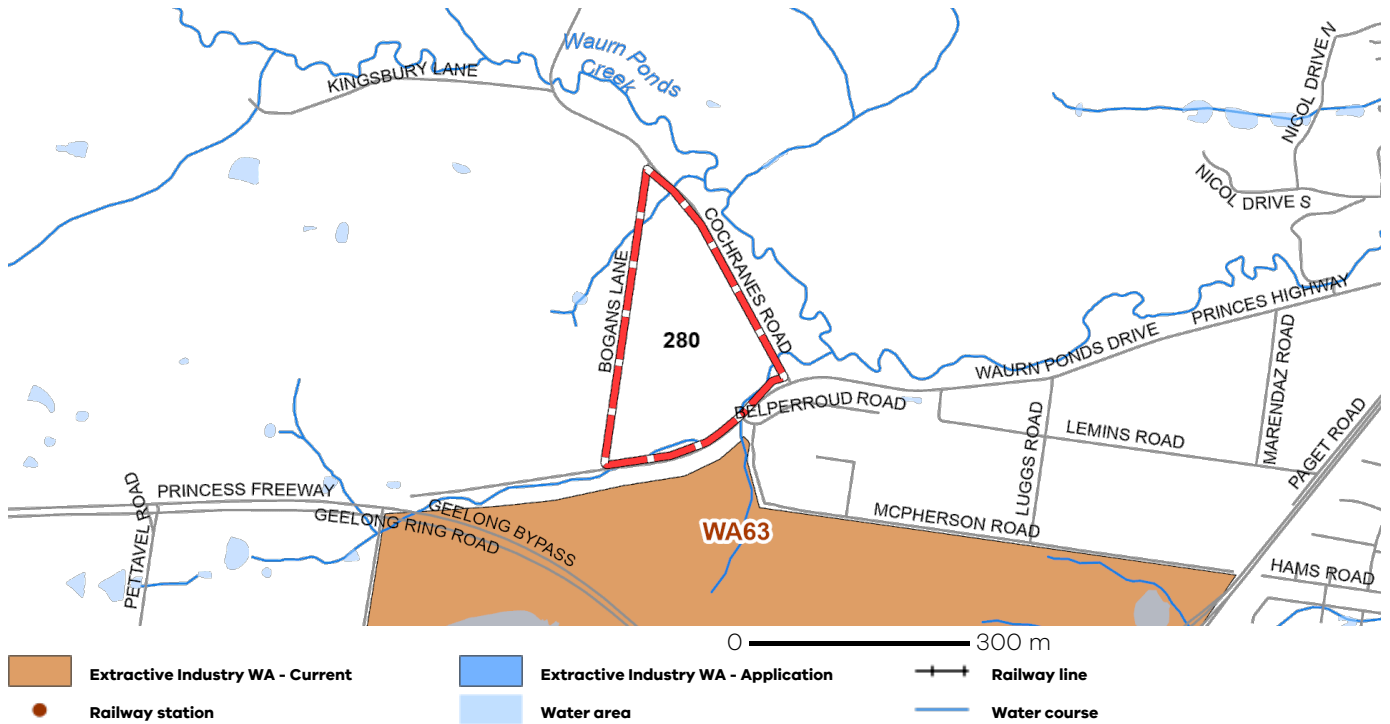 Waurn Ponds
Creek
KINGSBURY LANE
NICOL DRIVE N
NICOL DRIVE S
COCHRANES ROAD
BOGANS LANE
280
PRINCES HIGHWAY
WAURN PONDS DRIVE
BELPERROUD ROAD
MARENDAZ ROAD
LUGGS ROAD
LEMINS ROAD
PAGET ROAD
PETTAVEL ROAD
PRINCESS FREEWAY
GEELONG BYPASS
GEELONG RING ROAD
MCPHERSON ROAD
WA63
HAMS ROAD
0 300 m
Extractive Industry WA - Current
Extractive Industry WA - Application
Railway line
Railway station
Water area
Water course